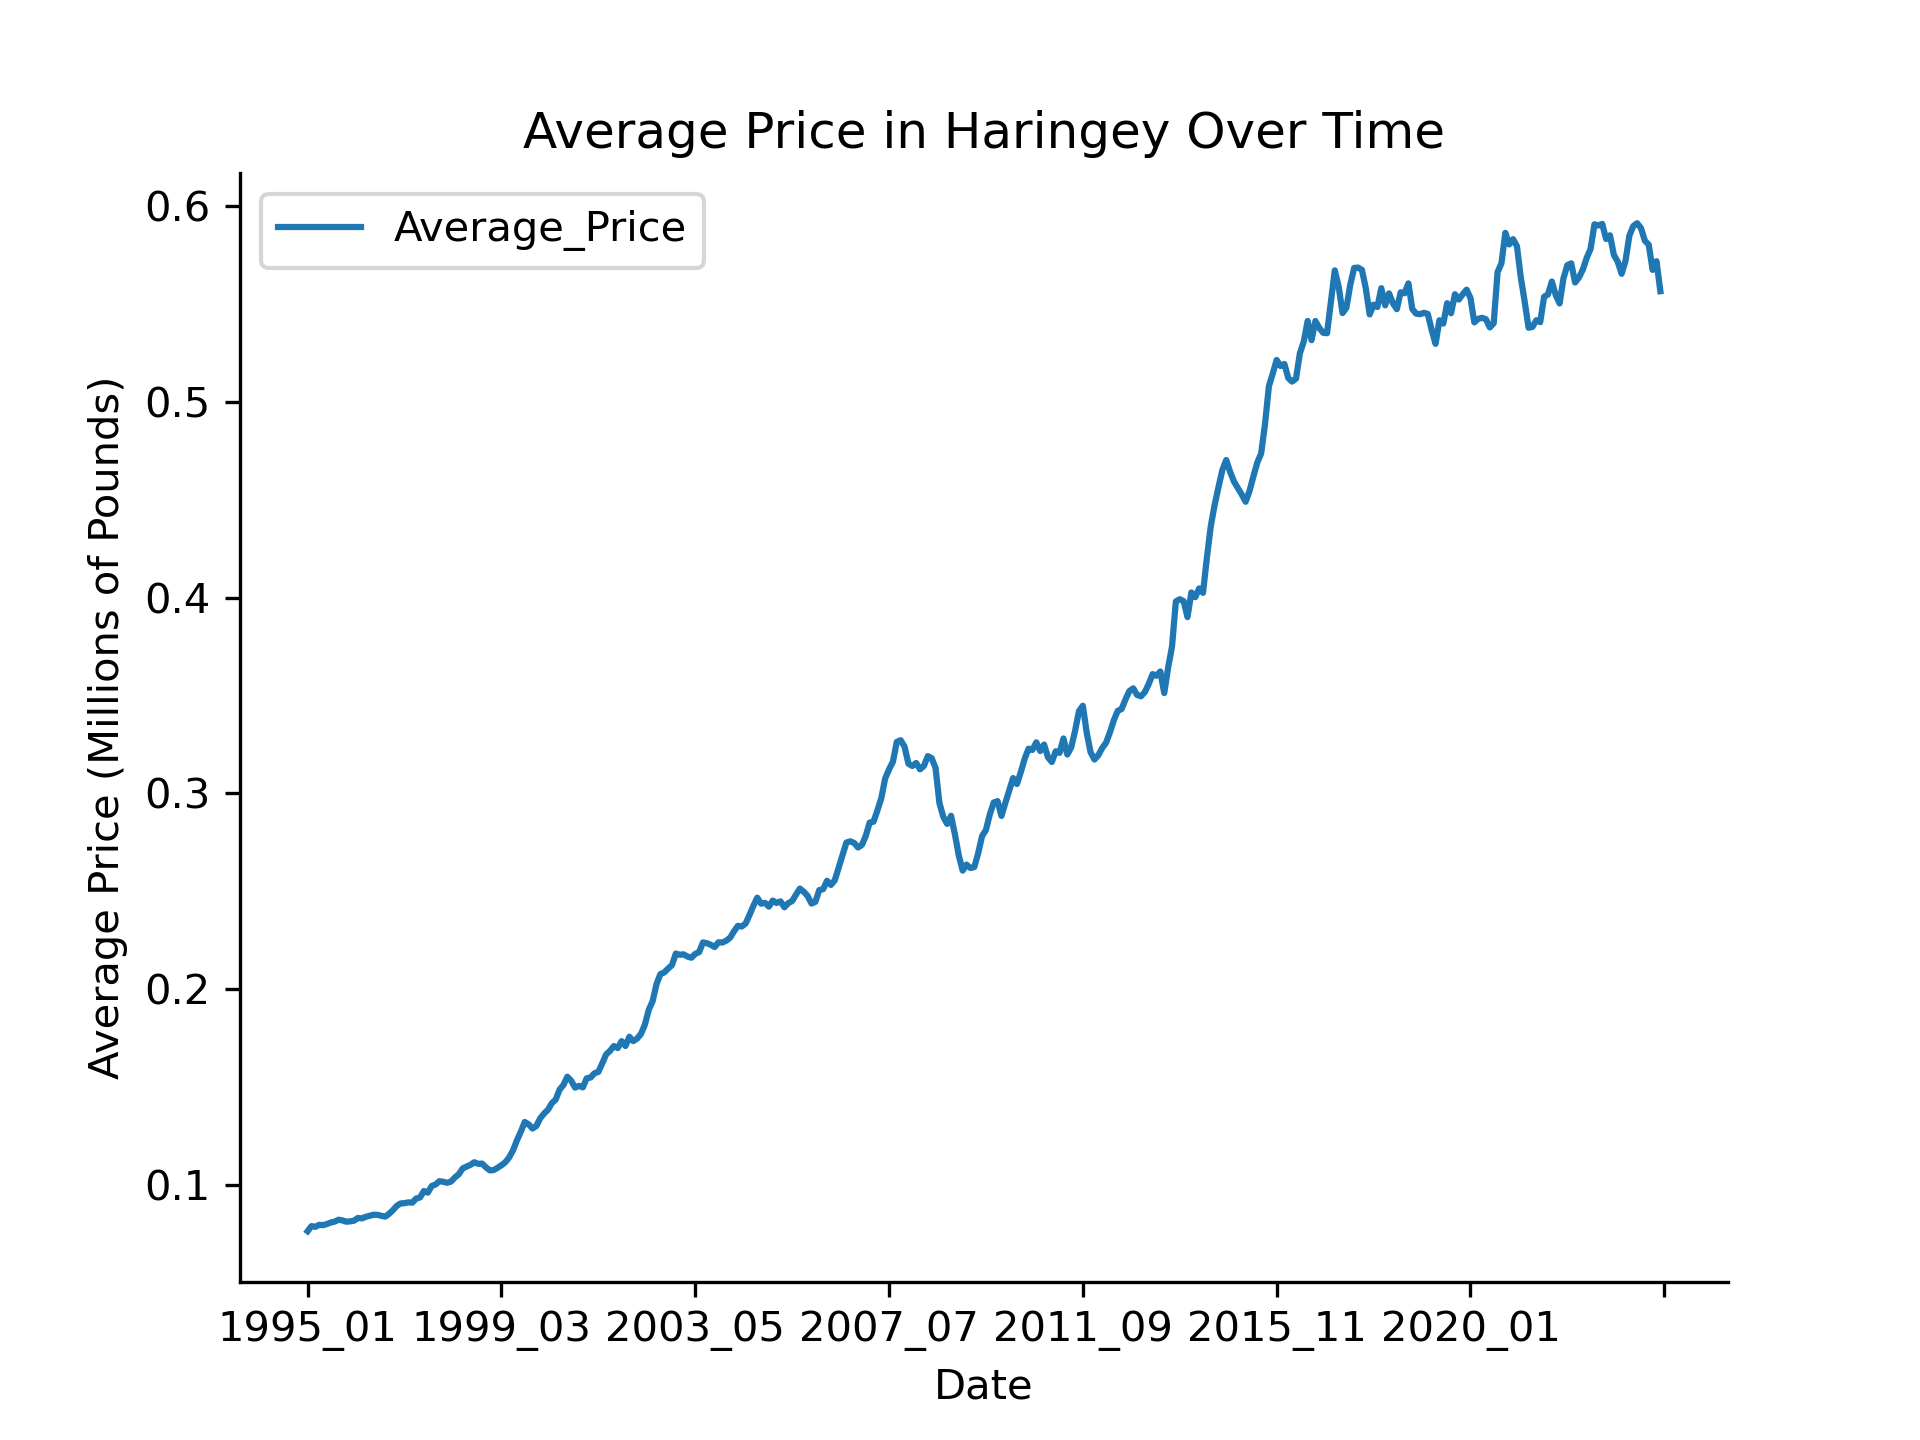 Average Price in Haringey Over Time
Average_Price
Average Price (Millions of Pounds)
0.6
0.5
0.4
0.3
0.2
0.1
1995_01 1999_03 2003_05 2007_07 2011_09 2015_11 2020_01
Date